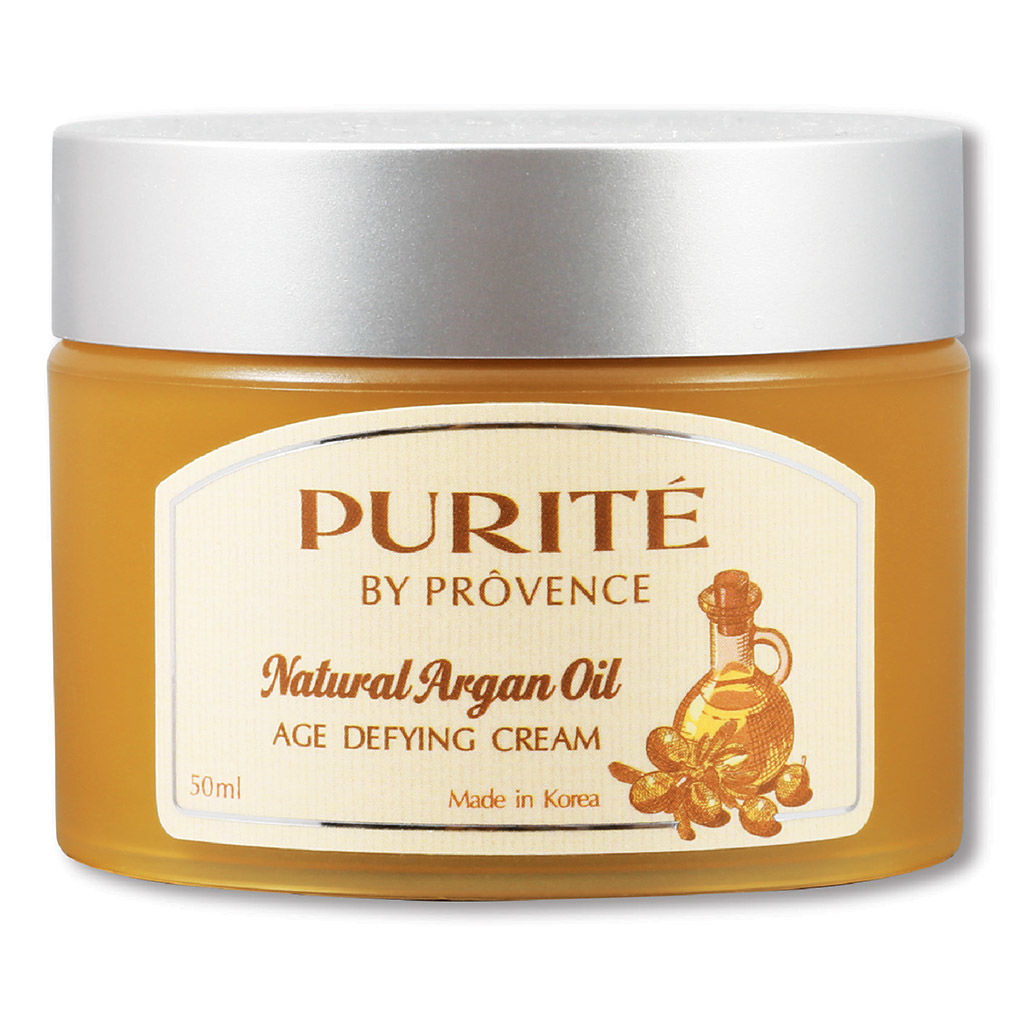 PURITÉ
BY PRÔVENCE
Natural Argan Oil
AGE DEFYING CREAM
50ml
Made in Korea